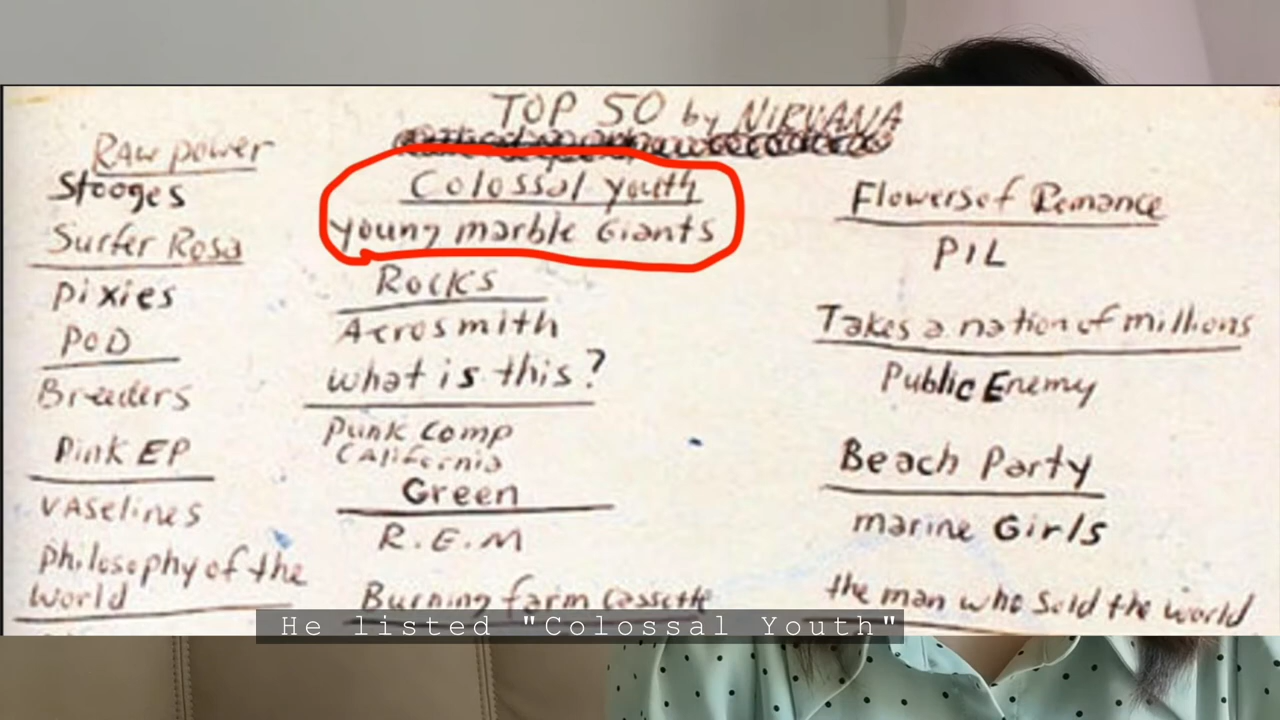 TOP 50 by NIRVANA
Raw power
Stooges
Surfer Rosa
Pixies
POD
Breeders
Pink EP
Vaselines
Philosophy of the
world
Colossal youth
young marble Giants
Rocks
Aerosmith
what is this?
Punk Comp
California
Green
R.E.M
Burning farm cassette
Flowers of Romance
PIL
Takes a nation of millions
Public Enemy
Beach Party
marine Girls
the man who sold the world
He listed "Colossal Youth"